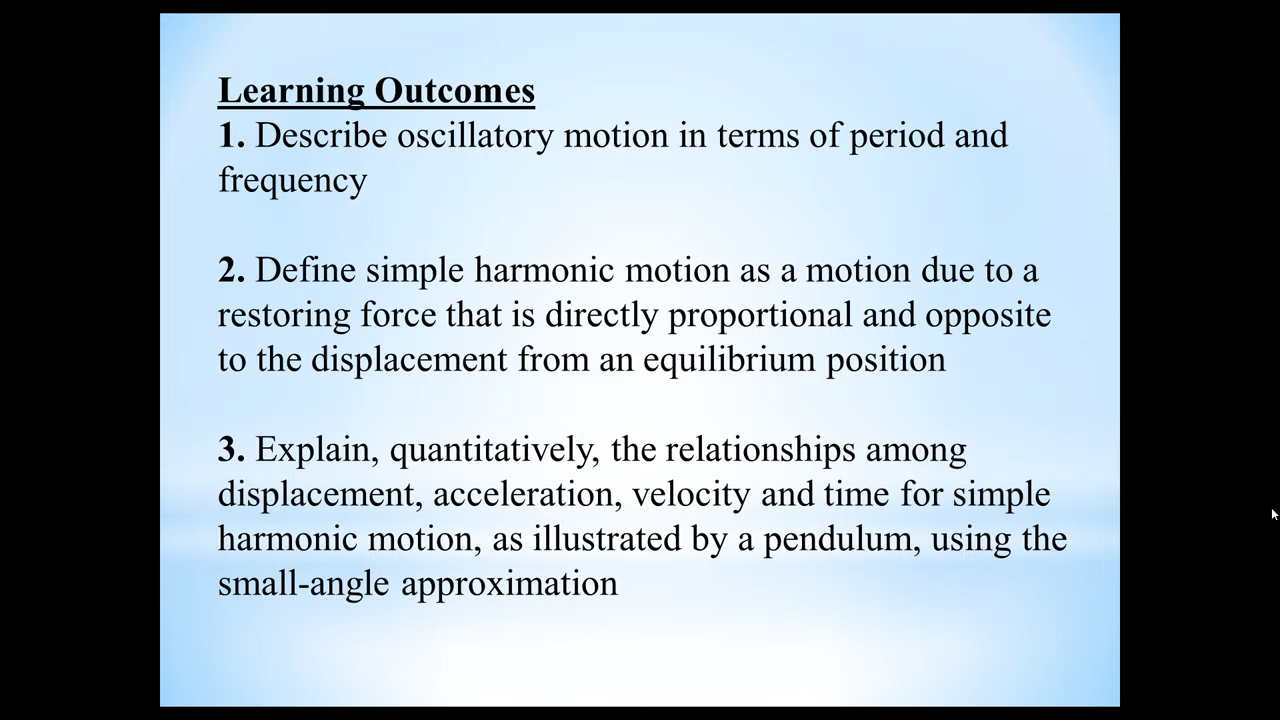 Learning Outcomes
1. Describe oscillatory motion in terms of period and
frequency
2. Define simple harmonic motion as a motion due to a
restoring force that is directly proportional and opposite
to the displacement from an equilibrium position
3. Explain, quantitatively, the relationships among
displacement, acceleration, velocity and time for simple
harmonic motion, as illustrated by a pendulum, using the
small-angle approximation